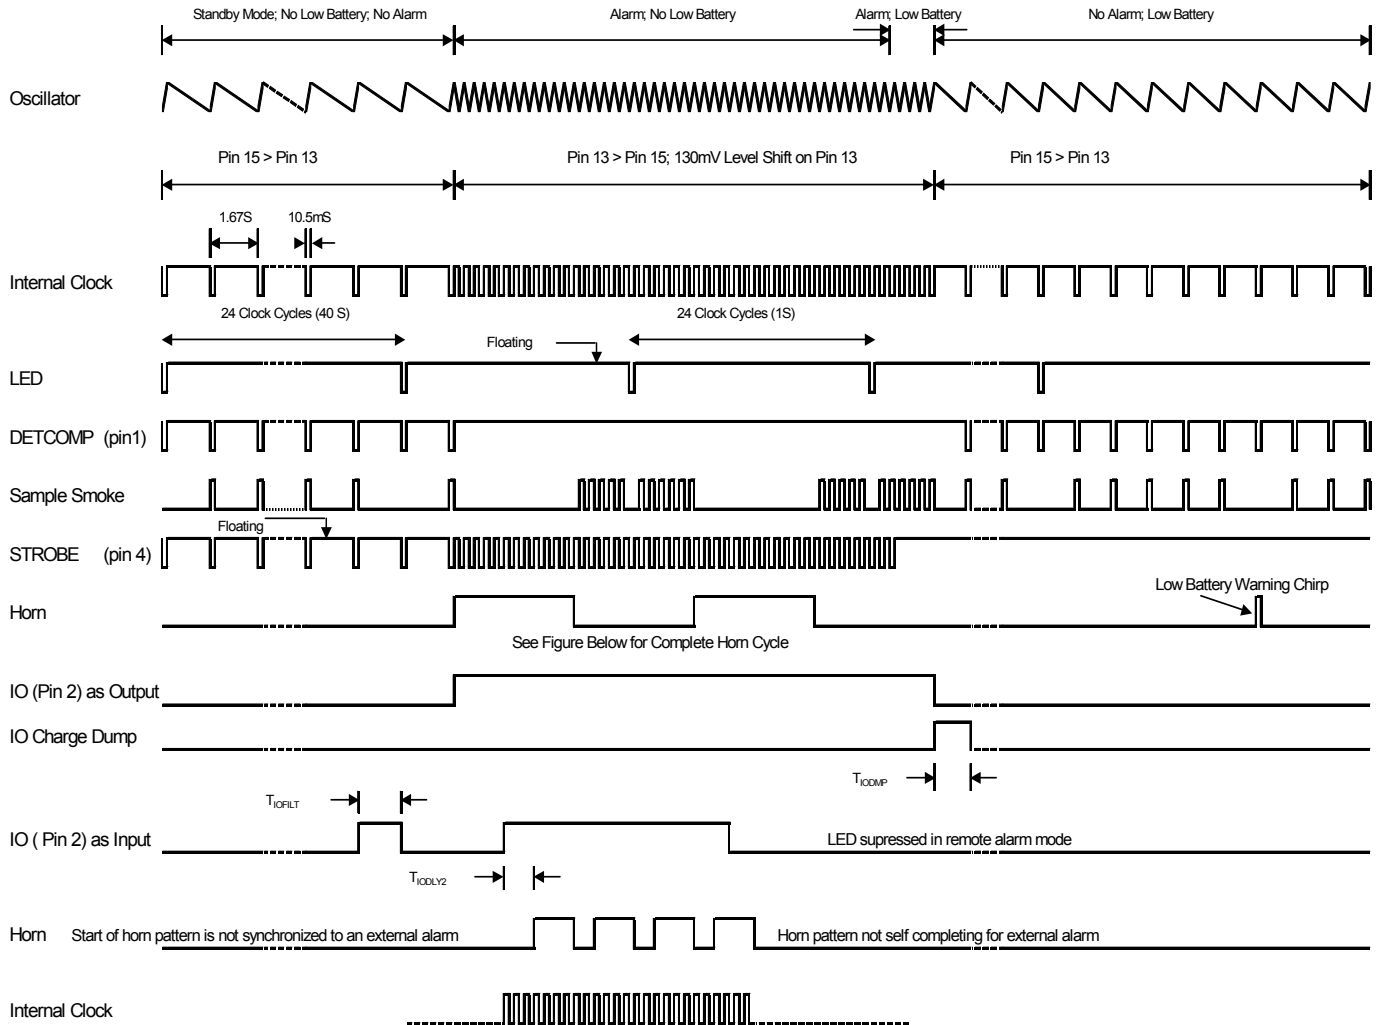 Standby Mode; No Low Battery; No Alarm
Alarm; No Low Battery
Alarm; Low Battery
No Alarm; Low Battery
Oscillator
Pin 15 > Pin 13
Pin 13 > Pin 15; 130mV Level Shift on Pin 13
Pin 15 > Pin 13
1.67S
10.5mS
Internal Clock
24 Clock Cycles (40 S)
24 Clock Cycles (1S)
Floating
LED
DETCOMP (pin1)
Sample Smoke
Floating
STROBE (pin 4)
Low Battery Warning Chirp
Horn
See Figure Below for Complete Horn Cycle
IO (Pin 2) as Output
IO Charge Dump
TIODMP
TIOFILT
IO ( Pin 2) as Input
LED supressed in remote alarm mode
TIODLY2
Horn
Start of horn pattern is not synchronized to an external alarm
Horn pattern not self completing for external alarm
Internal Clock